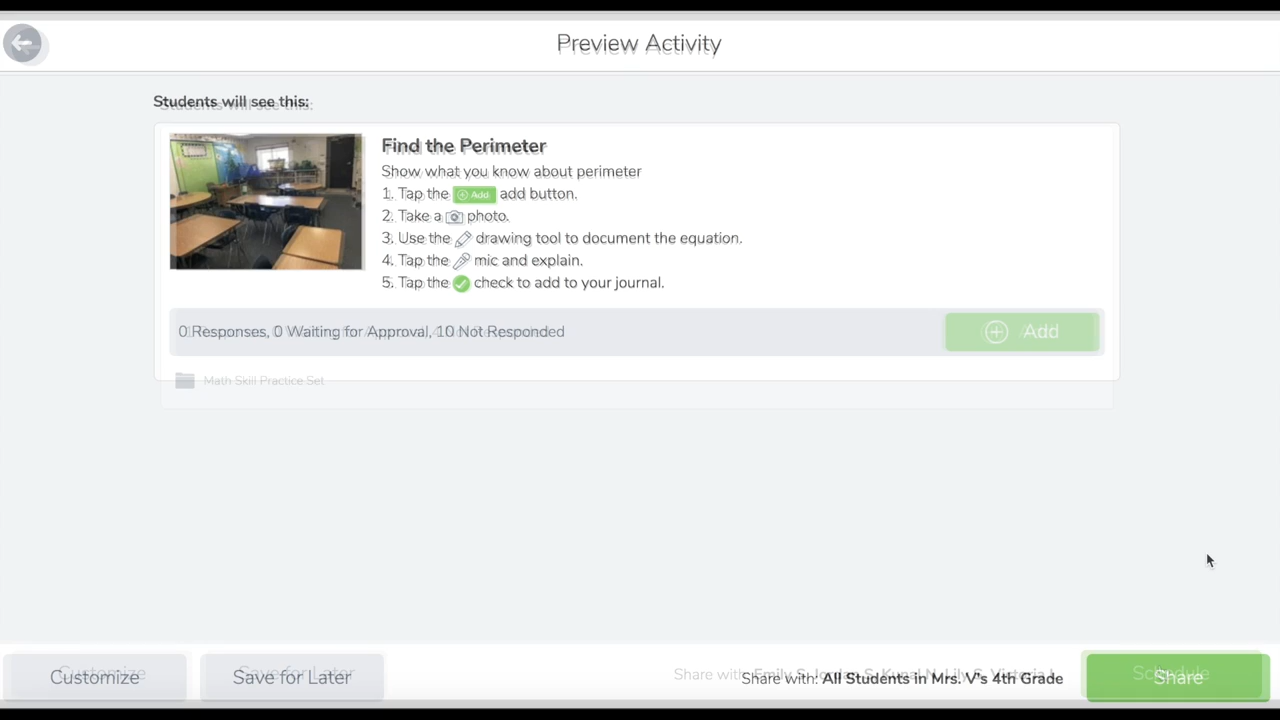 Preview Activity
Students will see this:
Find the Perimeter
Show what you know about perimeter
1. Tap the Add add button.
2. Take a photo.
3. Use the drawing tool to document the equation.
4. Tap the mic and explain.
5. Tap the check to add to your journal.
0 Responses, 0 Waiting for Approval, 10 Not Responded
Add
Math Skill Practice Set
Customize
Save for Later
Share with: All Students in Mrs. V's 4th Grade
Share
Schedule